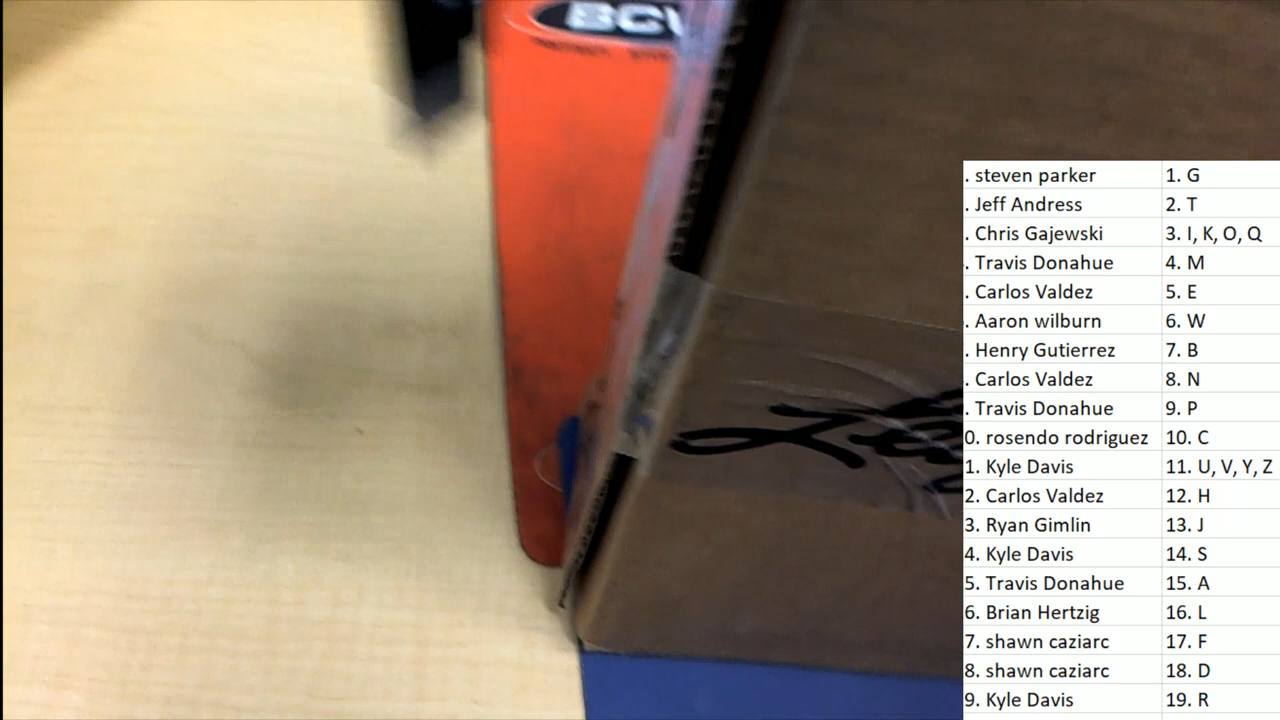 BCW
. steven parker 1. G
. Jeff Andress 2. T
. Chris Gajewski 3. I, K, O, Q
. Travis Donahue 4. M
. Carlos Valdez 5. E
. Aaron wilburn 6. W
. Henry Gutierrez 7. B
. Carlos Valdez 8. N
. Travis Donahue 9. P
0. rosendo rodriguez 10. C
1. Kyle Davis 11. U, V, Y, Z
2. Carlos Valdez 12. H
3. Ryan Gimlin 13. J
4. Kyle Davis 14. S
5. Travis Donahue 15. A
6. Brian Hertzig 16. L
7. shawn caziarc 17. F
8. shawn caziarc 18. D
9. Kyle Davis 19. R